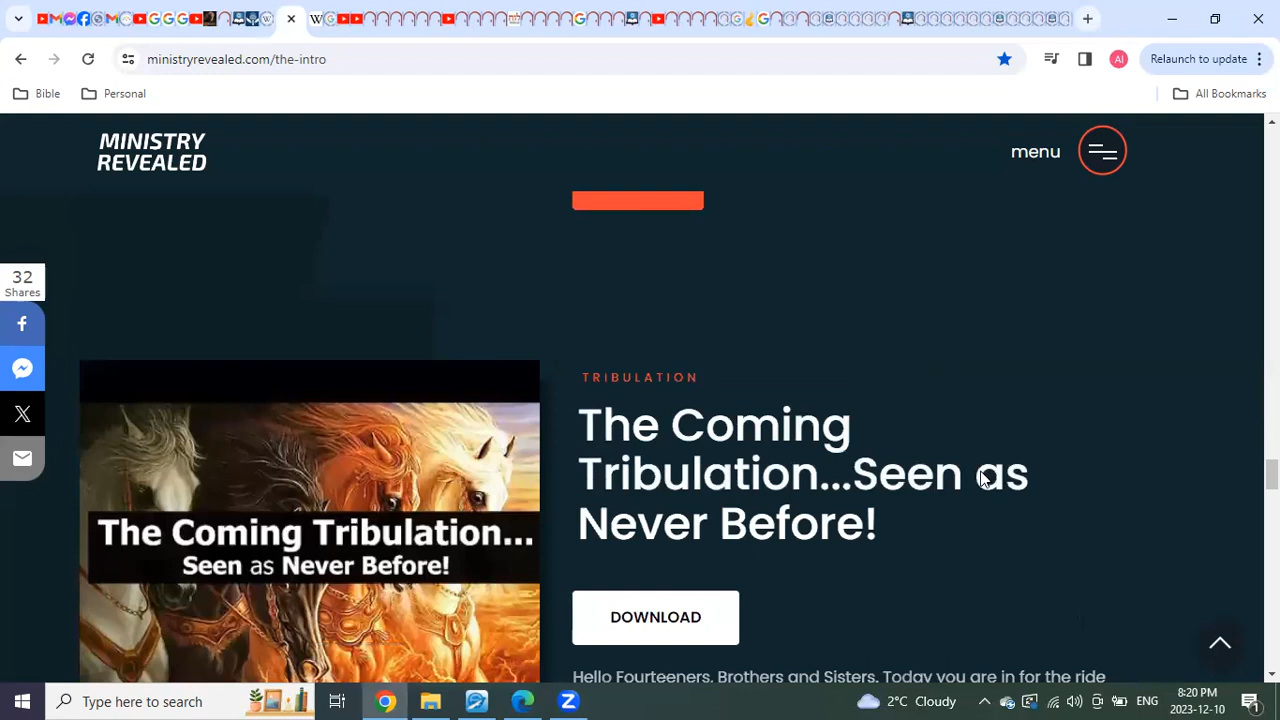 ministryrevealed.com/the-intro
AI
Relaunch to update
Bible
Personal
All Bookmarks
MINISTRY
REVEALED
menu
32
Shares
TRIBULATION
The Coming
Tribulation...Seen as
Never Before!
The Coming Tribulation...
Seen as Never Before!
DOWNLOAD
Hello Fourteeners, Brothers and Sisters. Today you are in for the ride
Type here to search
2°C Cloudy
ENG
8:20 PM
2023-12-10